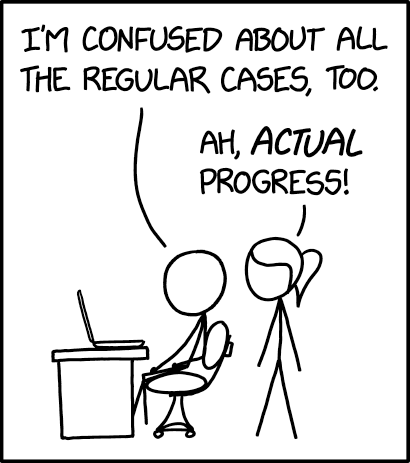 I'M CONFUSED ABOUT ALL
THE REGULAR CASES, TOO.
AH, ACTUAL
PROGRESS!